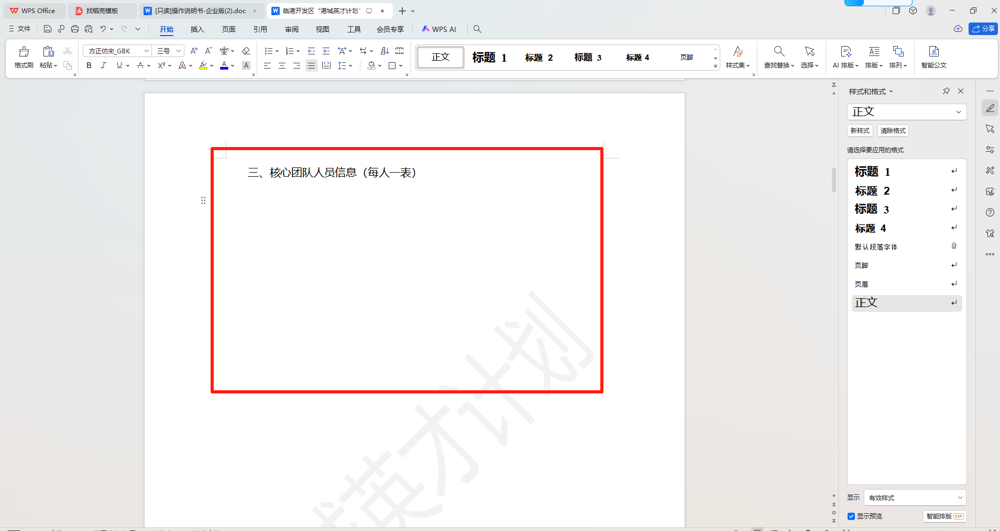 WPS Office
找稻壳模板
[只读]操作说明书-企业版(2).doc
临港开发区“港城英才计划”
文件
开始
插入
页面
引用
审阅
视图
工具
会员专享
WPS AI
分享
格式刷
粘贴
方正仿宋_GBK
三号
正文
标题 1
标题 2
标题 3
标题 4
页脚
样式集
查找替换
选择
AI 排版
排版
排列
智能公文
三、核心团队人员信息（每人一表）
英才计划
样式和格式
正文
新样式
清除格式
请选择要应用的格式
标题 1
标题 2
标题 3
标题 4
默认段落字体
页脚
页眉
正文
显示
有效样式
显示预览
智能排版 VIP